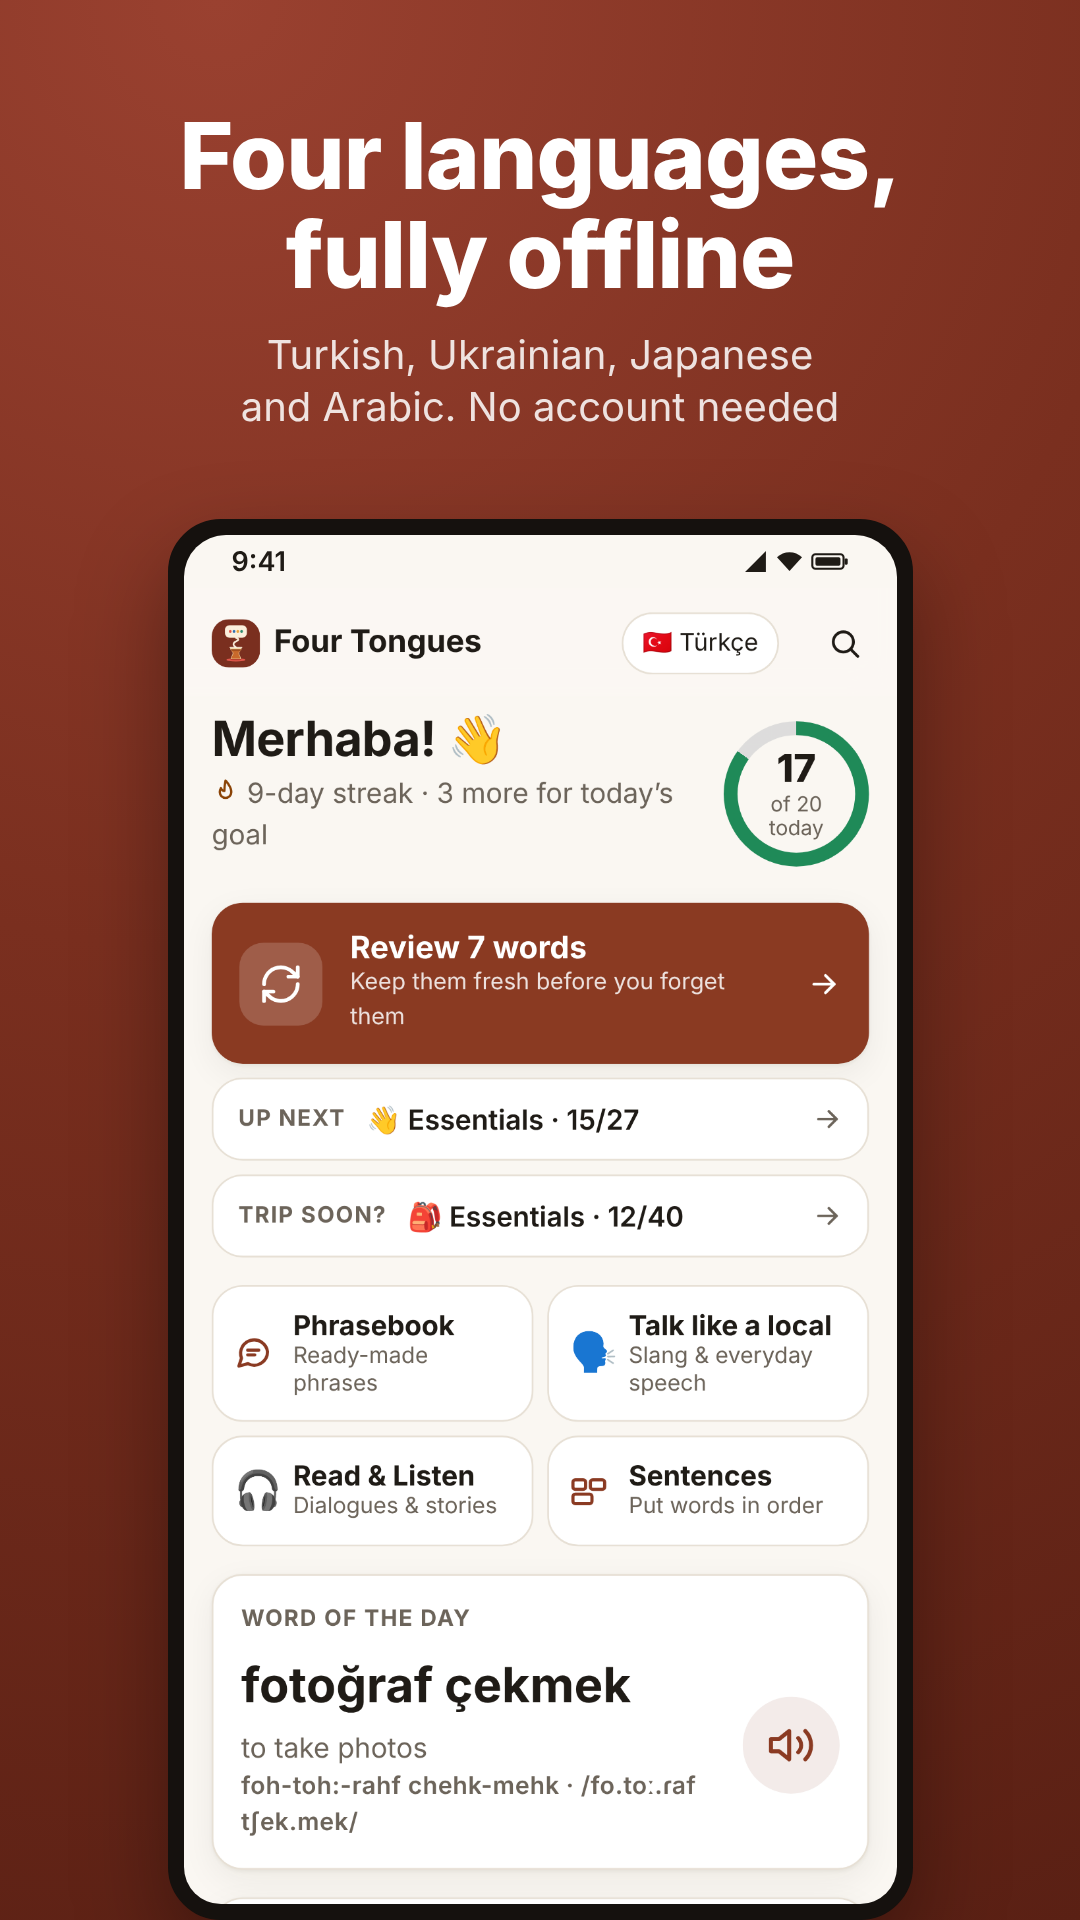 Four languages,
fully offline
Turkish, Ukrainian, Japanese
and Arabic. No account needed
9:41
Four Tongues
Türkçe
Merhaba! 👋
9-day streak · 3 more for today’s
goal
17
of 20
today
Review 7 words
Keep them fresh before you forget
them
UP NEXT 👋 Essentials · 15/27
TRIP SOON? 🎒 Essentials · 12/40
Phrasebook
Ready-made
phrases
Talk like a local
Slang & everyday
speech
Read & Listen
Dialogues & stories
Sentences
Put words in order
WORD OF THE DAY
fotoğraf çekmek
to take photos
foh-toh:-rahf chehk-mehk · /fo.toː.ɾaf
tʃek.mek/